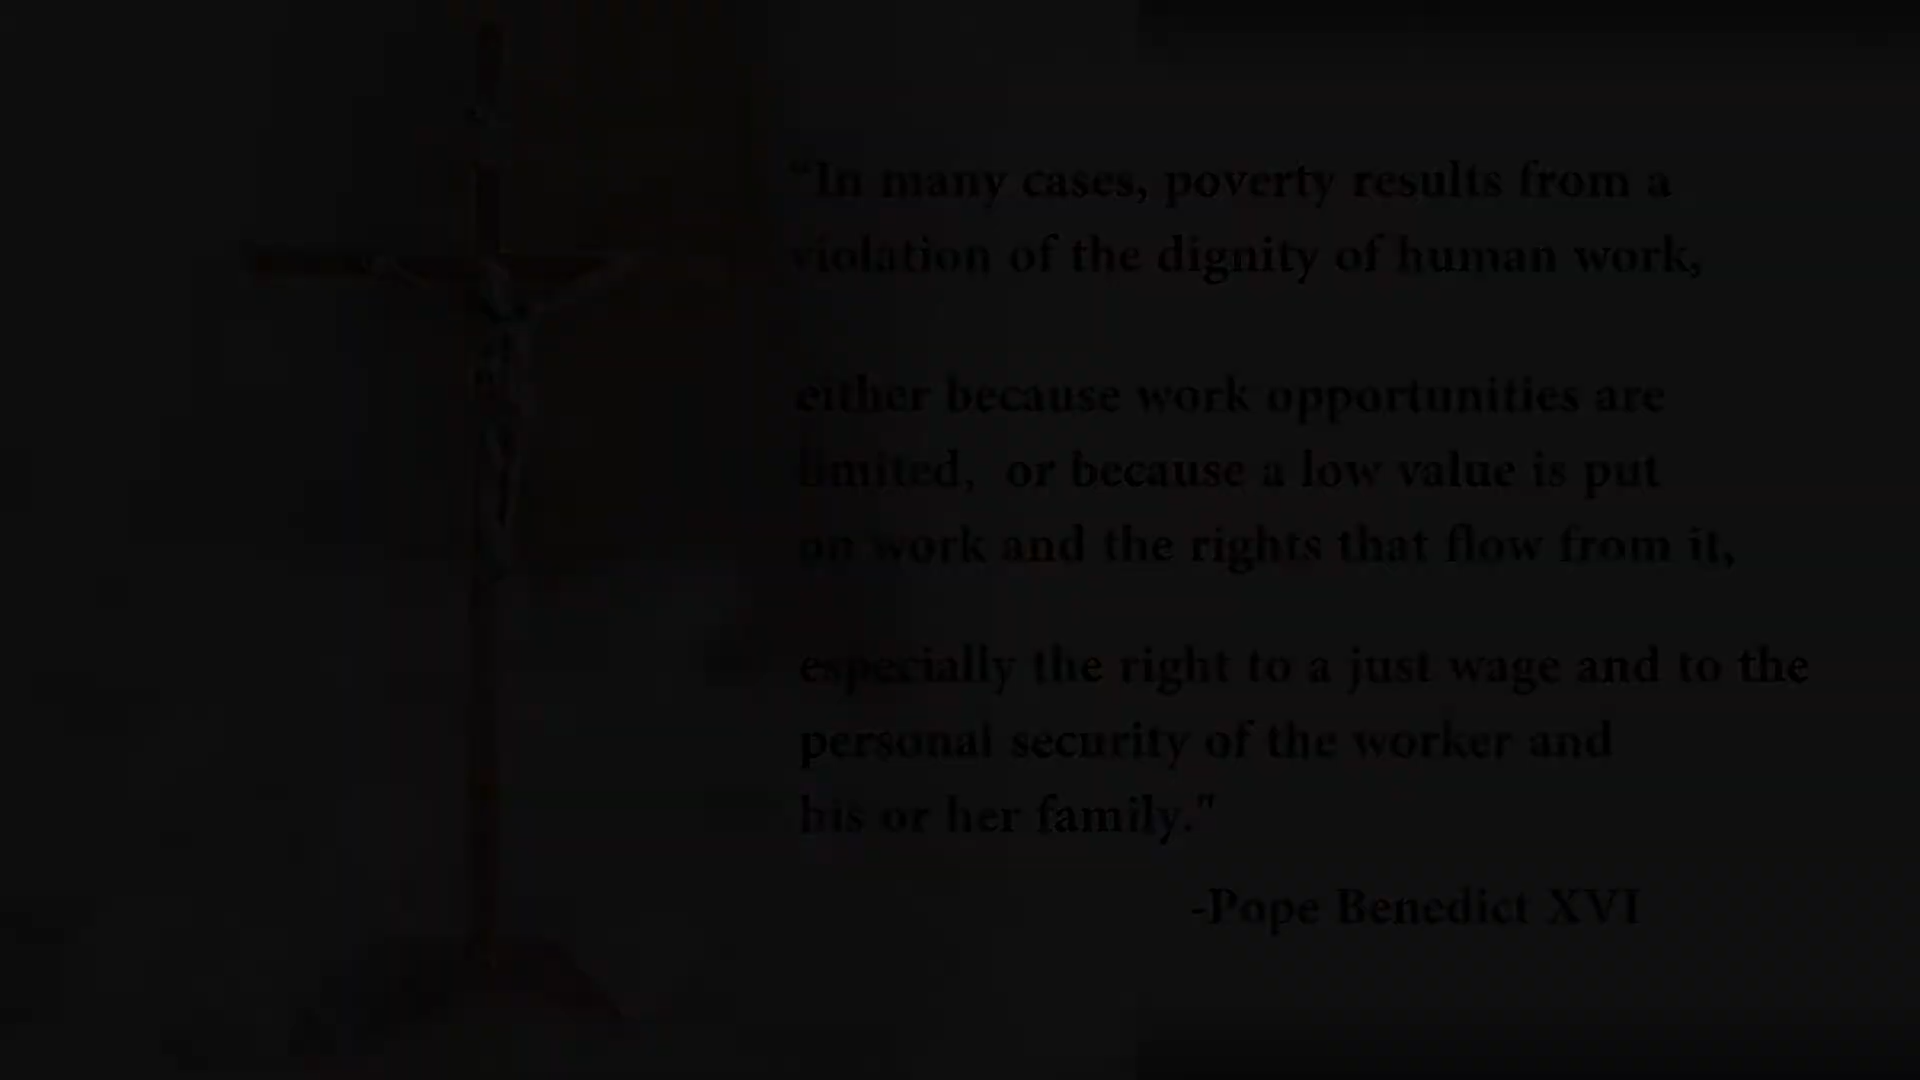 "In many cases, poverty results from a
violation of the dignity of human work,
either because work opportunities are
limited, or because a low value is put
on work and the rights that flow from it,
especially the right to a just wage and to the
personal security of the worker and
his or her family."
-Pope Benedict XVI